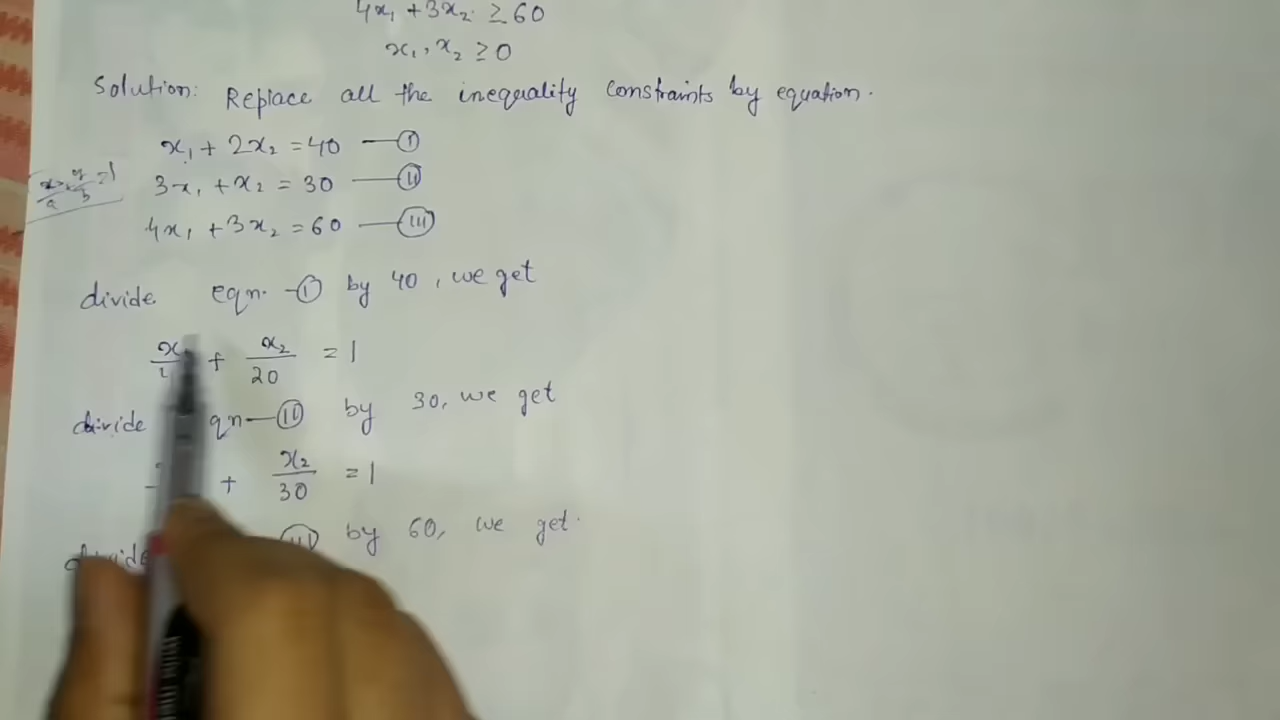 4x₁ + 3x₂ ≥ 60
x₁, x₂ ≥ 0
Solution: Replace all the inequality constraints by equation.
x₁ + 2x₂ = 40 — (I)
x/a + y/b = 1
3x₁ + x₂ = 30 — (II)
4x₁ + 3x₂ = 60 — (III)
divide eqn. — (I) by 40, we get
x + x₂/20 = 1
divide qn — (II) by 30, we get
+ x₂/30 = 1
divide (III) by 60, we get.